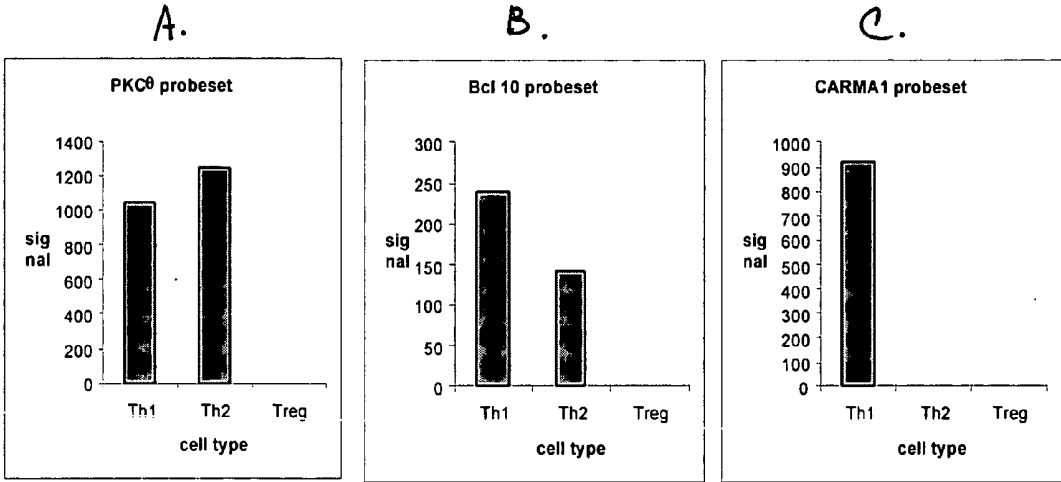 A.
B.
C.
PKCθ probeset
1400
1200
1000
800
600
400
200
0
sig
nal
Th1 Th2 Treg
cell type
Bcl 10 probeset
300
250
200
150
100
50
0
sig
nal
Th1 Th2 Treg
cell type
CARMA1 probeset
1000
900
800
700
600
500
400
300
200
100
0
sig
nal
Th1 Th2 Treg
cell type